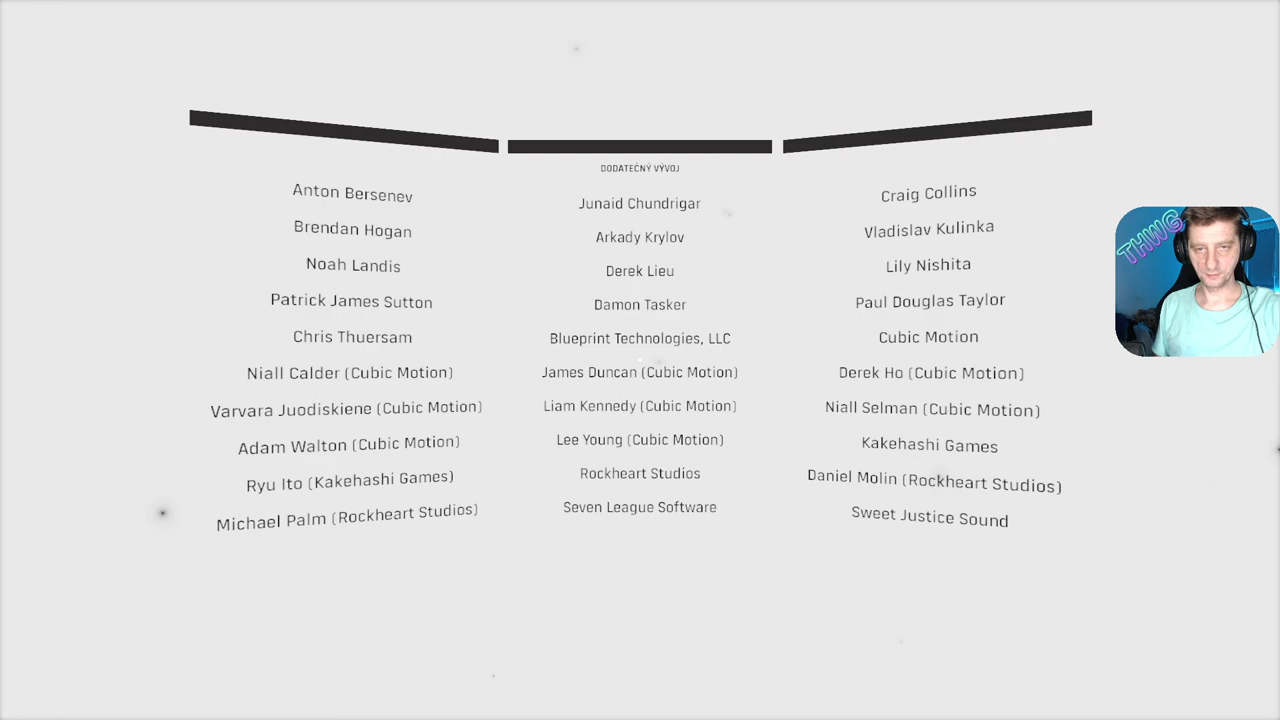 DODATEČNÝ VÝVOJ
Anton Bersenev
Junaid Chundrigar
Craig Collins
Brendan Hogan
Arkady Krylov
Vladislav Kulinka
Noah Landis
Derek Lieu
Lily Nishita
Patrick James Sutton
Damon Tasker
Paul Douglas Taylor
Chris Thuersam
Blueprint Technologies, LLC
Cubic Motion
Niall Calder (Cubic Motion)
James Duncan (Cubic Motion)
Derek Ho (Cubic Motion)
Varvara Juodiskiene (Cubic Motion)
Liam Kennedy (Cubic Motion)
Niall Selman (Cubic Motion)
Adam Walton (Cubic Motion)
Lee Young (Cubic Motion)
Kakehashi Games
Ryu Ito (Kakehashi Games)
Rockheart Studios
Daniel Molin (Rockheart Studios)
Michael Palm (Rockheart Studios)
Seven League Software
Sweet Justice Sound
THWG